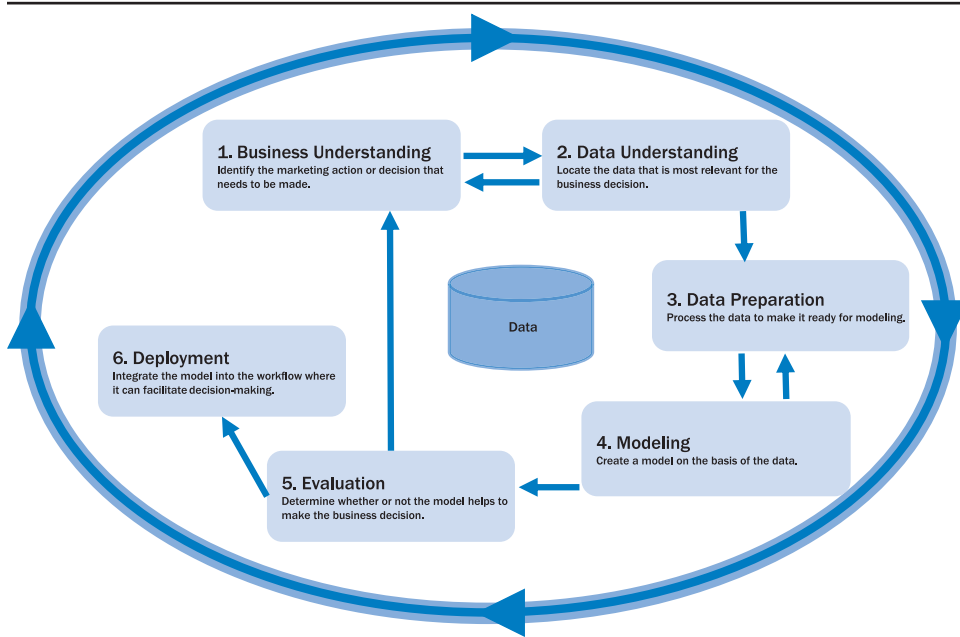 1. Business Understanding
Identify the marketing action or decision that
needs to be made.
2. Data Understanding
Locate the data that is most relevant for the
business decision.
3. Data Preparation
Process the data to make it ready for modeling.
Data
6. Deployment
Integrate the model into the workflow where
it can facilitate decision-making.
4. Modeling
Create a model on the basis of the data.
5. Evaluation
Determine whether or not the model helps to
make the business decision.